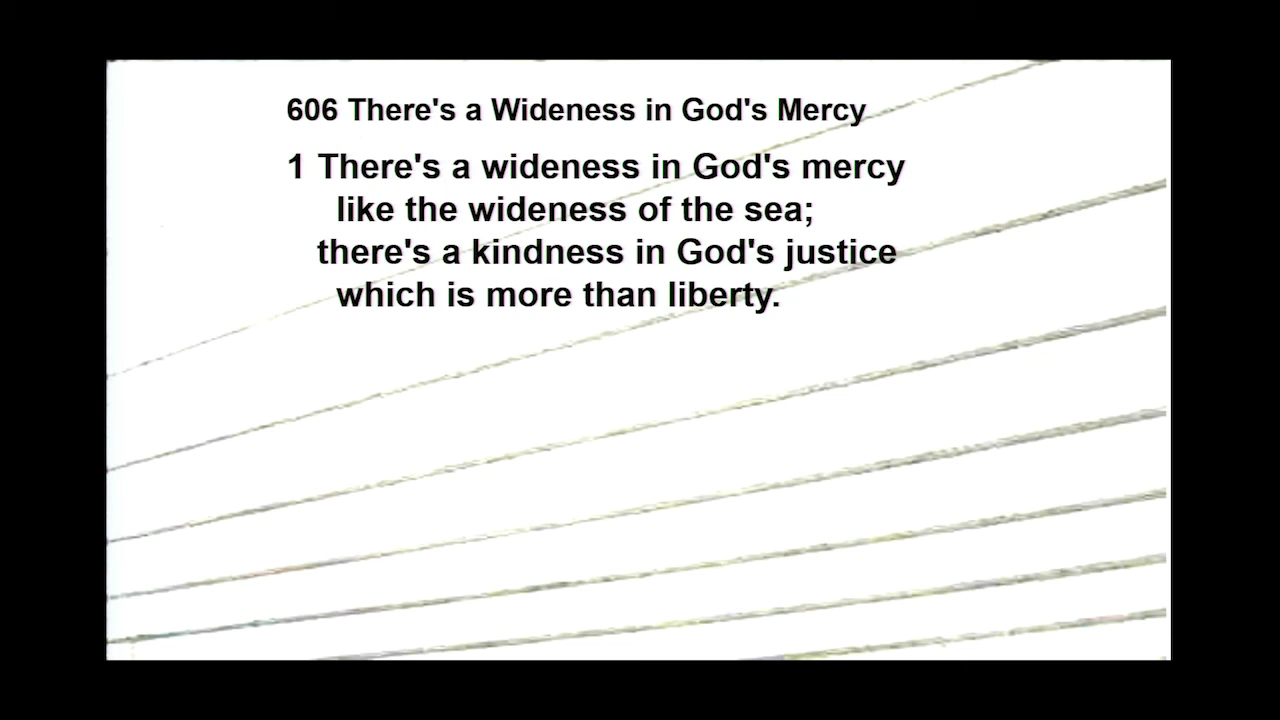 606 There's a Wideness in God's Mercy
1 There's a wideness in God's mercy
like the wideness of the sea;
there's a kindness in God's justice
which is more than liberty.